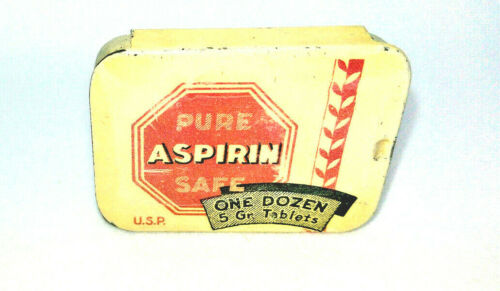 PURE
ASPIRIN
SAFE
ONE DOZEN
5 Gr. Tablets
U.S.P.